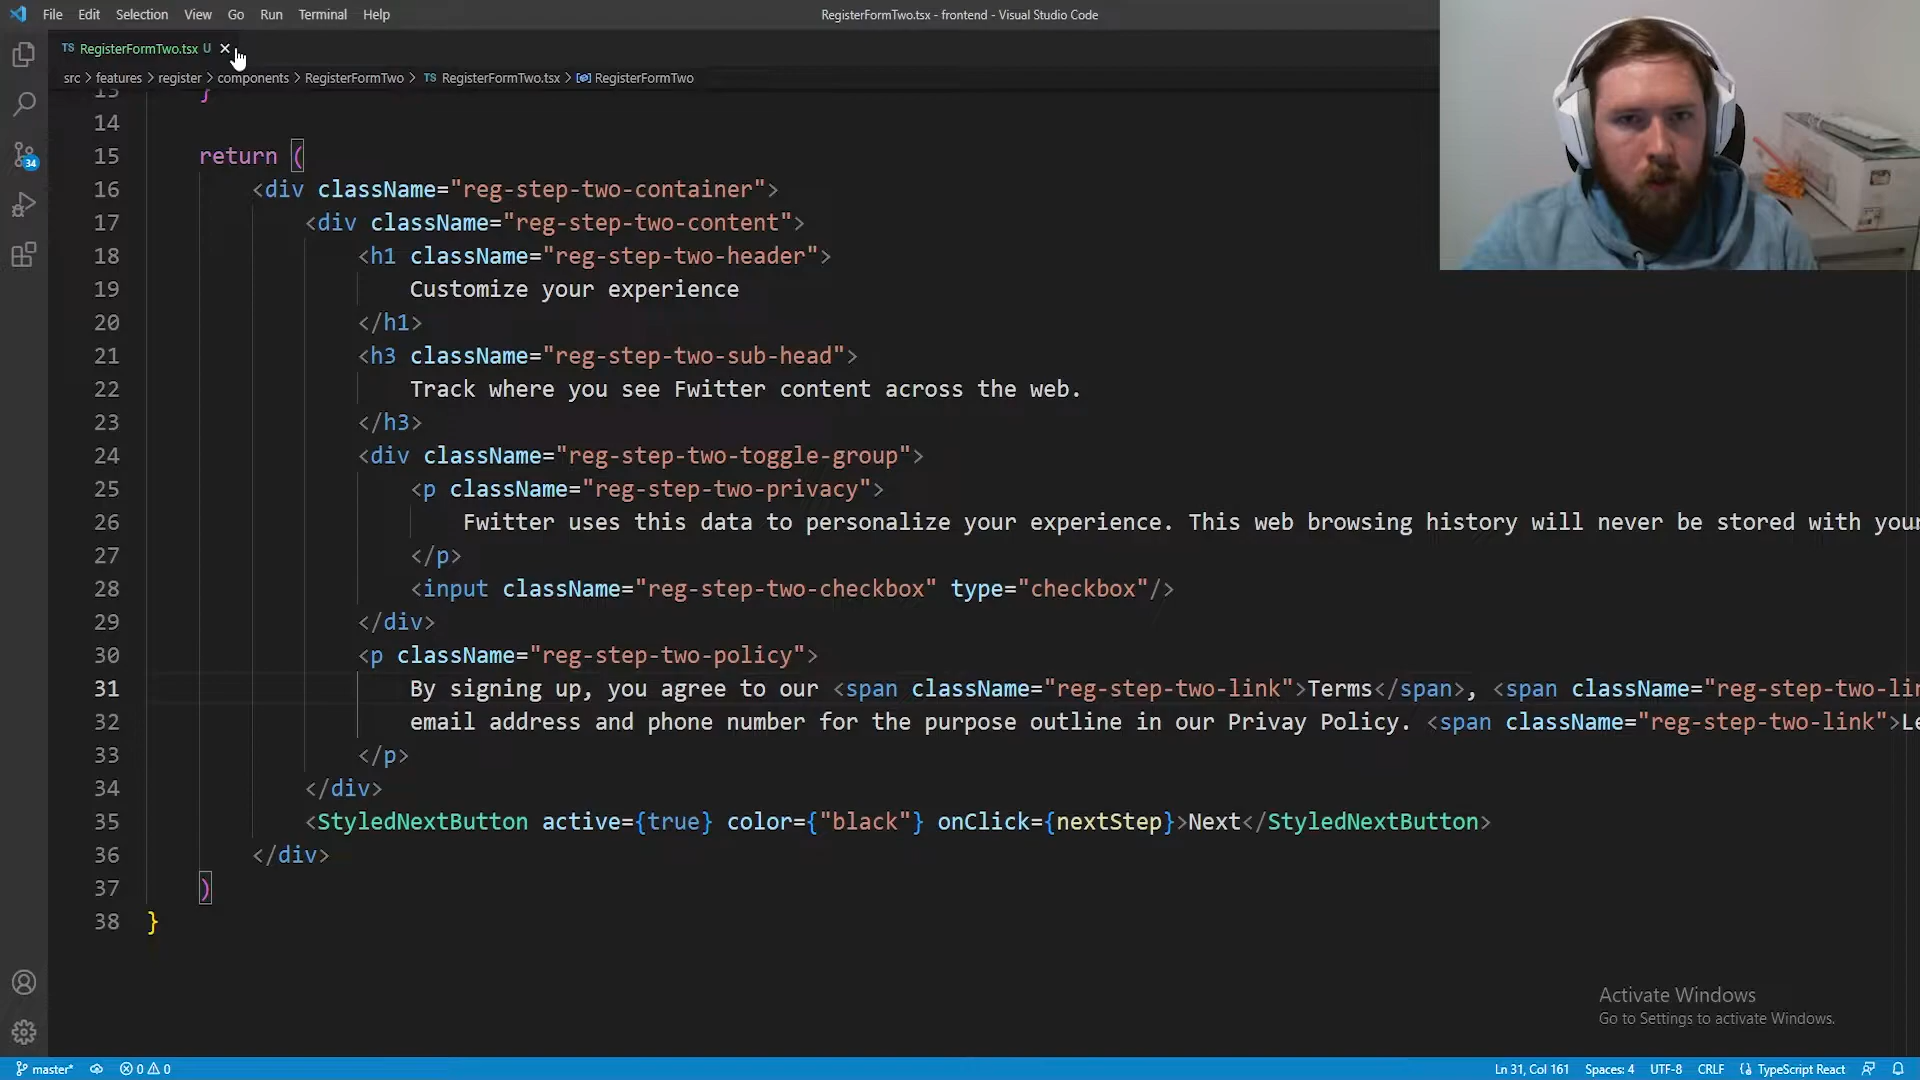 File Edit Selection View Go Run Terminal Help
RegisterFormTwo.tsx - frontend - Visual Studio Code
TS RegisterFormTwo.tsx U
src > features > register > components > RegisterFormTwo > TS RegisterFormTwo.tsx > RegisterFormTwo
13 }
14
15 return (
16 <div className="reg-step-two-container">
17 <div className="reg-step-two-content">
18 <h1 className="reg-step-two-header">
19 Customize your experience
20 </h1>
21 <h3 className="reg-step-two-sub-head">
22 Track where you see Fwitter content across the web.
23 </h3>
24 <div className="reg-step-two-toggle-group">
25 <p className="reg-step-two-privacy">
26 Fwitter uses this data to personalize your experience. This web browsing history will never be stored with your
27 </p>
28 <input className="reg-step-two-checkbox" type="checkbox"/>
29 </div>
30 <p className="reg-step-two-policy">
31 By signing up, you agree to our <span className="reg-step-two-link">Terms</span>, <span className="reg-step-two-lin
32 email address and phone number for the purpose outline in our Privay Policy. <span className="reg-step-two-link">Le
33 </p>
34 </div>
35 <StyledNextButton active={true} color={"black"} onClick={nextStep}>Next</StyledNextButton>
36 </div>
37 )
38 }
34
Activate Windows
Go to Settings to activate Windows.
master* 0 0 Ln 31, Col 161 Spaces: 4 UTF-8 CRLF TypeScript React